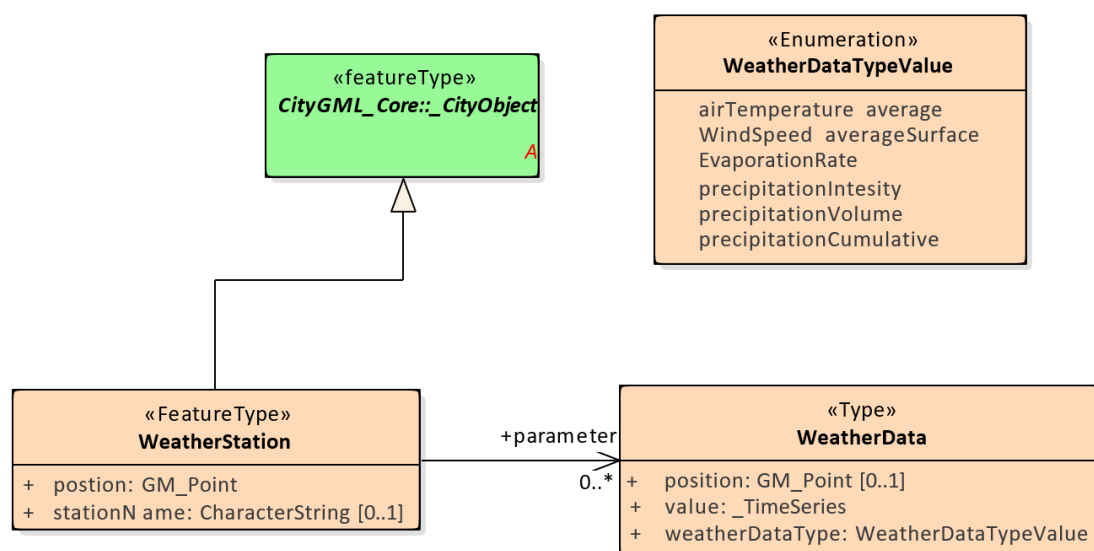 «featureType»
CityGML_Core::_CityObject
A
«Enumeration»
WeatherDataTypeValue
airTemperature average
WindSpeed averageSurface
EvaporationRate
precipitationIntesity
precipitationVolume
precipitationCumulative
«FeatureType»
WeatherStation
+ postion: GM_Point
+ stationN ame: CharacterString [0..1]
+parameter
0..*
«Type»
WeatherData
+ position: GM_Point [0..1]
+ value: _TimeSeries
+ weatherDataType: WeatherDataTypeValue